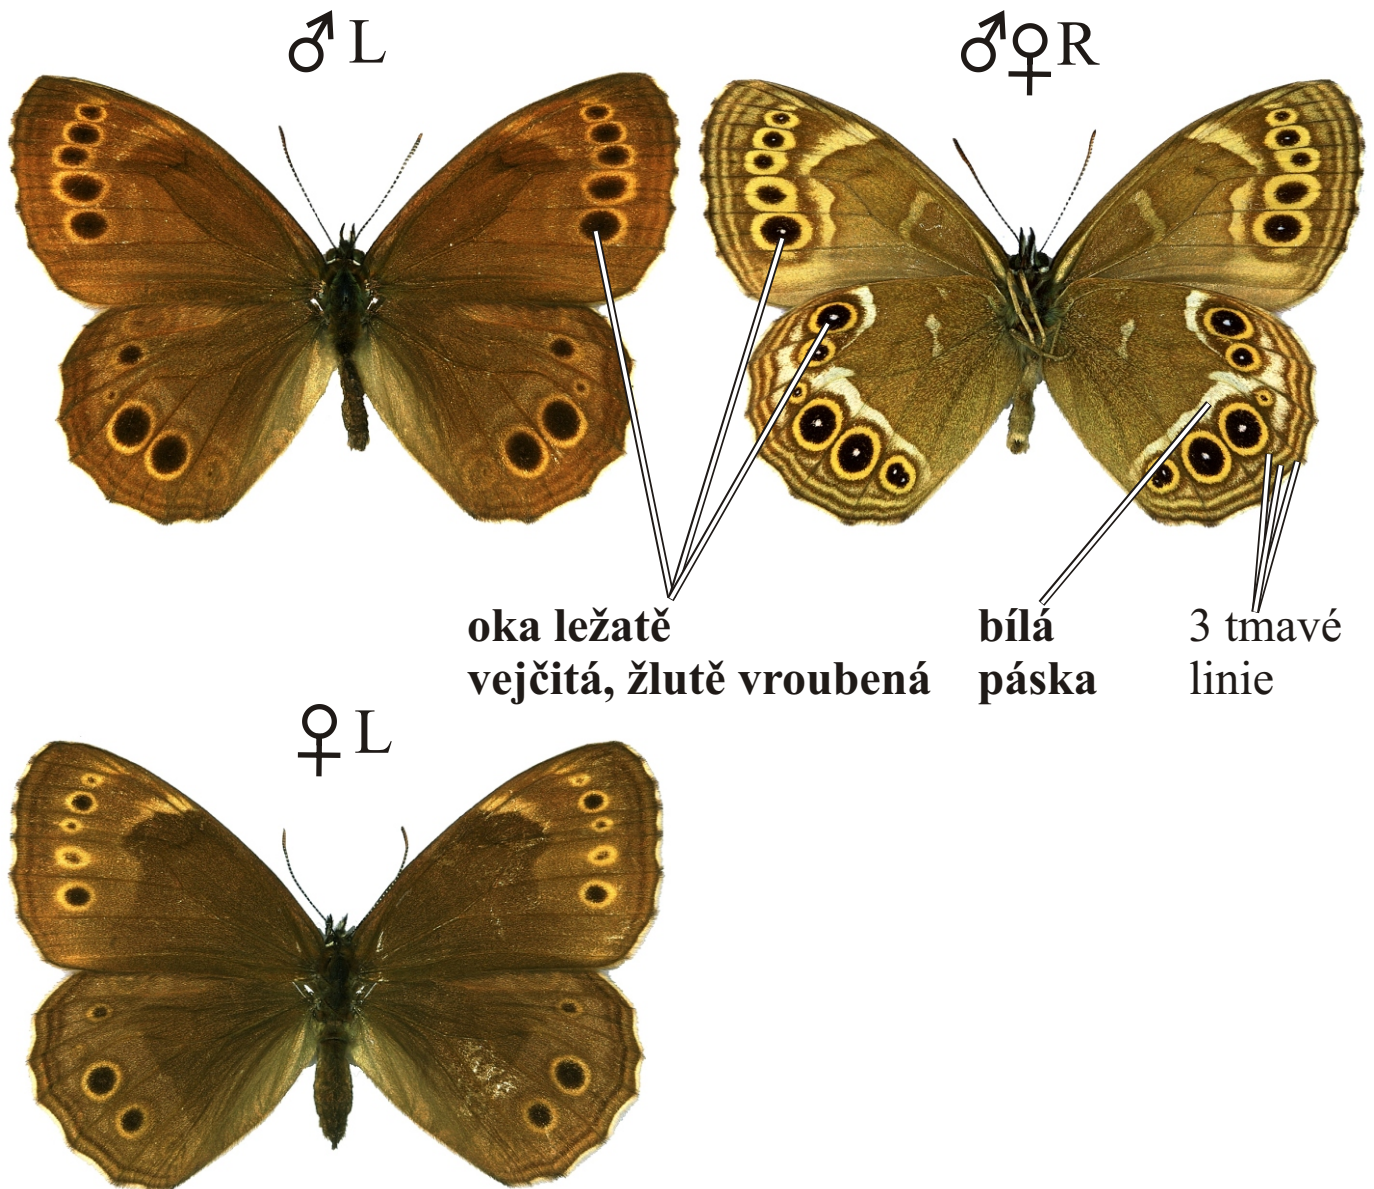 ♂ L
♂♀ R
oka ležatě
vejčitá, žlutě vroubená
bílá
páska
3 tmavé
linie
♀ L